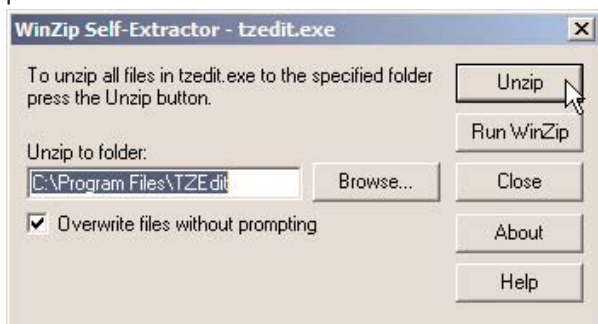 WinZip Self-Extractor - tzedit.exe
To unzip all files in tzedit.exe to the specified folder
press the Unzip button.
Unzip to folder:
C:\Program Files\TZEdit
Browse...
Overwrite files without prompting
Unzip
Run WinZip
Close
About
Help